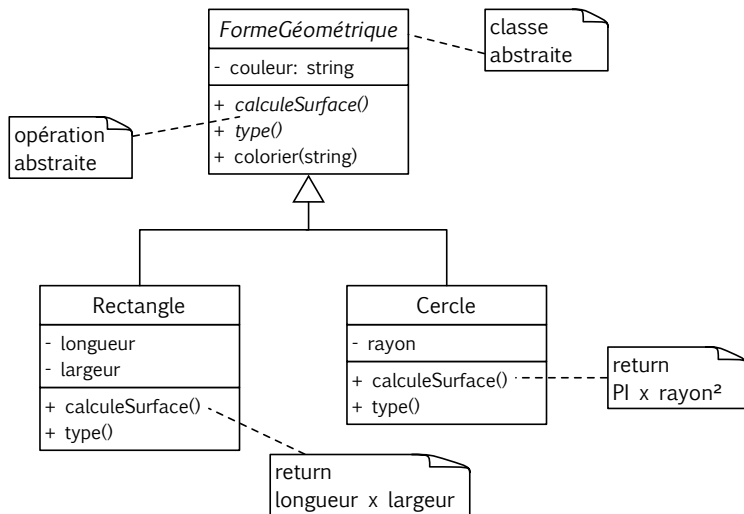 FormeGéométrique
- couleur: string
+ calculeSurface()
+ type()
+ colorier(string)
classe
abstraite
opération
abstraite
Rectangle
- longueur
- largeur
+ calculeSurface()
+ type()
return
longueur x largeur
Cercle
- rayon
+ calculeSurface()
+ type()
return
PI x rayon²